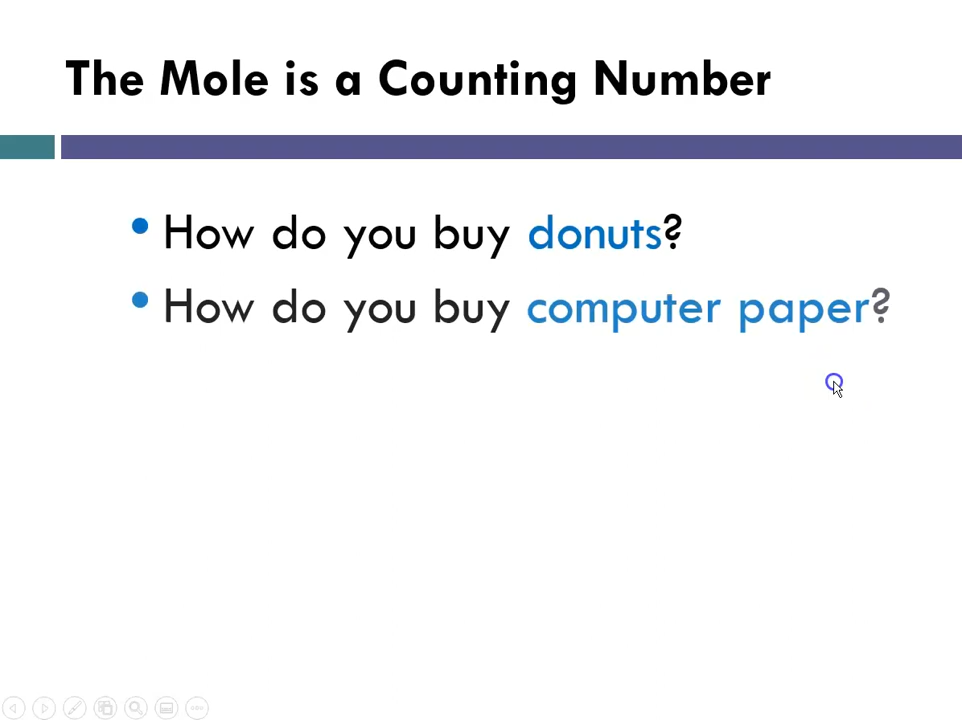 The Mole is a Counting Number
• How do you buy donuts?
• How do you buy computer paper?